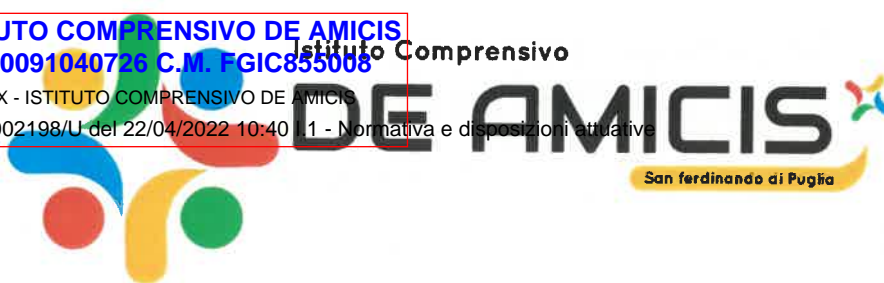 UTO COMPRENSIVO DE AMICIS
0091040726 C.M. FGIC855008
X - ISTITUTO COMPRENSIVO DE AMICIS
002198/U del 22/04/2022 10:40 I.1 - Normativa e disposizioni attuative
Istituto Comprensivo
DE AMICIS
San ferdinando di Puglia